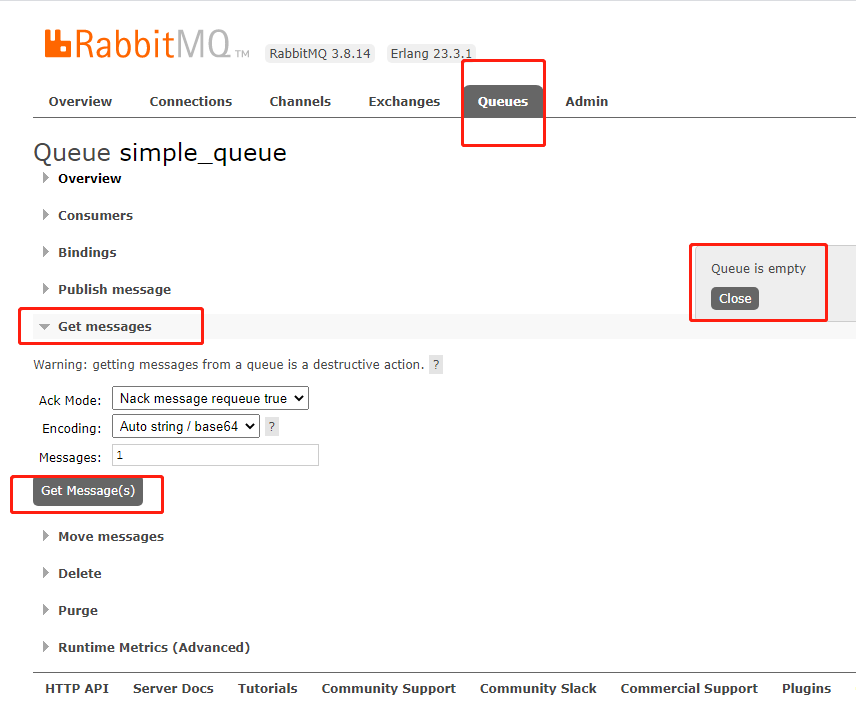 RabbitMQ TM RabbitMQ 3.8.14 Erlang 23.3.1
Overview Connections Channels Exchanges Queues Admin
Queue simple_queue
Overview
Consumers
Bindings
Queue is empty
Close
Publish message
Get messages
Warning: getting messages from a queue is a destructive action. ?
Ack Mode: Nack message requeue true
Encoding: Auto string / base64 ?
Messages: 1
Get Message(s)
Move messages
Delete
Purge
Runtime Metrics (Advanced)
HTTP API Server Docs Tutorials Community Support Community Slack Commercial Support Plugins